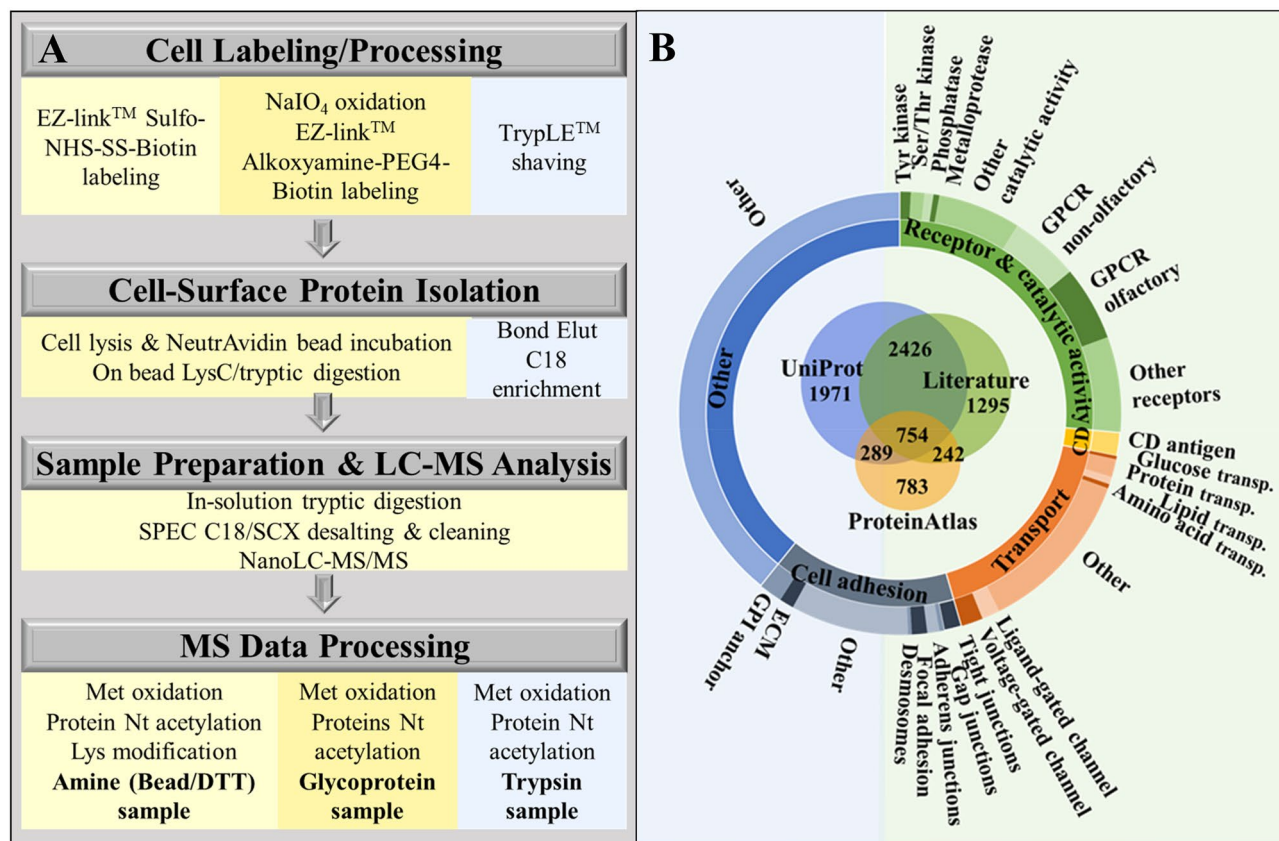 A
Cell Labeling/Processing
EZ-link™ Sulfo-
NHS-SS-Biotin
labeling
NaIO₄ oxidation
EZ-link™
Alkoxyamine-PEG4-
Biotin labeling
TrypLE™
shaving
Cell-Surface Protein Isolation
Cell lysis & NeutrAvidin bead incubation
On bead LysC/tryptic digestion
Bond Elut
C18
enrichment
Sample Preparation & LC-MS Analysis
In-solution tryptic digestion
SPEC C18/SCX desalting & cleaning
NanoLC-MS/MS
MS Data Processing
Met oxidation
Protein Nt acetylation
Lys modification
Amine (Bead/DTT)
sample
Met oxidation
Proteins Nt
acetylation
Glycoprotein
sample
Met oxidation
Protein Nt
acetylation
Trypsin
sample
B
Tyr kinase
Ser/Thr kinase
Phosphatase
Metalloprotease
Other
catalytic activity
GPCR
non-olfactory
GPCR
olfactory
Other
receptors
CD antigen
Glucose transp.
Protein transp.
Lipid transp.
Amino acid transp.
Other
Ligand-gated channel
Voltage-gated channel
Tight junctions
Gap junctions
Adherens junctions
Focal adhesion
Desmosomes
Other
ECM
GPI anchor
Other
Receptor & catalytic activity
CD
Transport
Cell adhesion
Other
UniProt
1971
2426
Literature
1295
754
289
242
783
ProteinAtlas